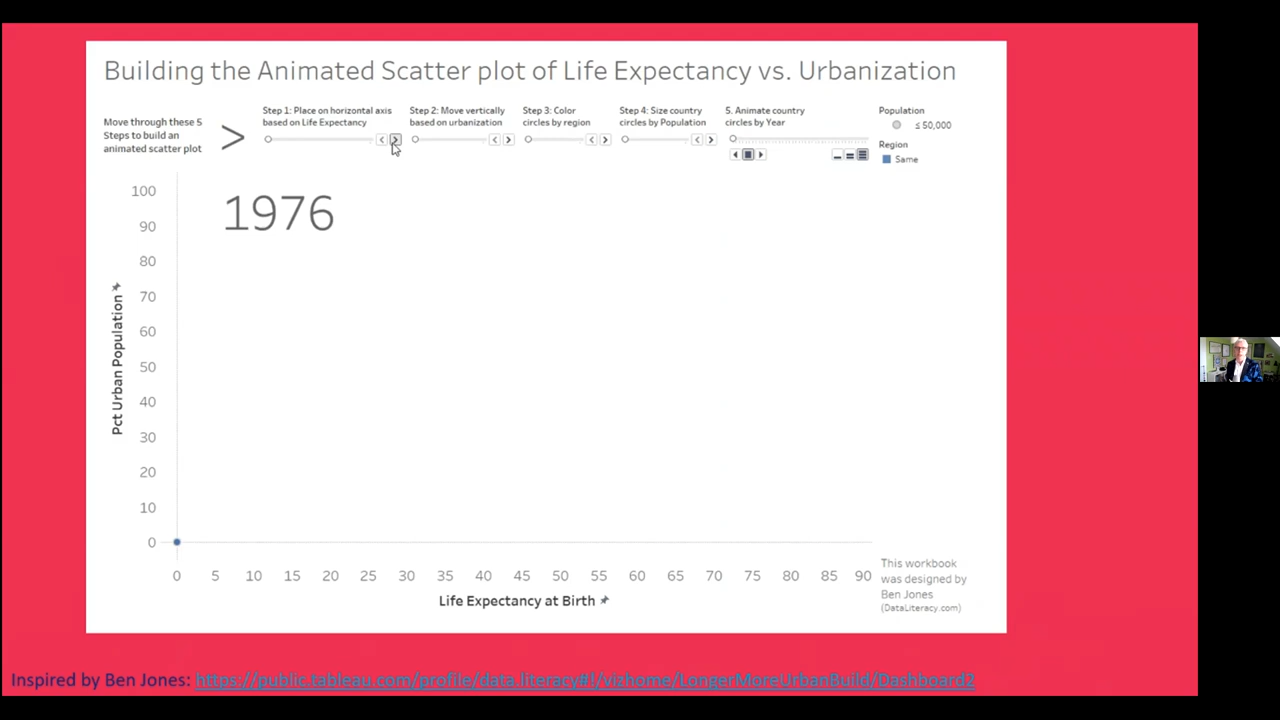 Building the Animated Scatter plot of Life Expectancy vs. Urbanization
Move through these 5
Steps to build an
animated scatter plot
>
Step 1: Place on horizontal axis
based on Life Expectancy
Step 2: Move vertically
based on urbanization
Step 3: Color
circles by region
Step 4: Size country
circles by Population
5. Animate country
circles by Year
Population
≤ 50,000
Region
Same
1976
Pct Urban Population
100
90
80
70
60
50
40
30
20
10
0
0 5 10 15 20 25 30 35 40 45 50 55 60 65 70 75 80 85 90
Life Expectancy at Birth
This workbook
was designed by
Ben Jones
(DataLiteracy.com)
Inspired by Ben Jones: https://public.tableau.com/profile/data.literacy#!/vizhome/LongerMoreUrbanBuild/Dashboard2